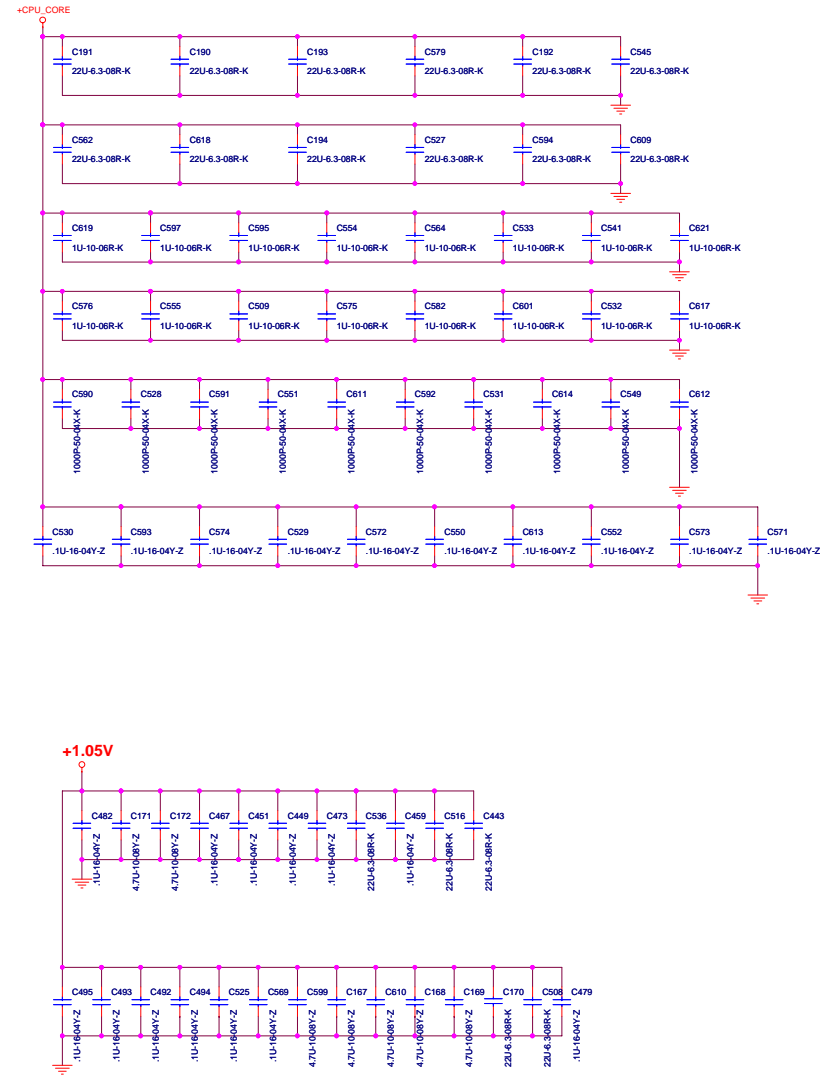 +CPU_CORE
C191 C190 C193 C579 C192 C545
22U-6.3-08R-K 22U-6.3-08R-K 22U-6.3-08R-K 22U-6.3-08R-K 22U-6.3-08R-K 22U-6.3-08R-K
C562 C618 C194 C527 C594 C609
22U-6.3-08R-K 22U-6.3-08R-K 22U-6.3-08R-K 22U-6.3-08R-K 22U-6.3-08R-K 22U-6.3-08R-K
C619 C597 C595 C554 C564 C533 C541 C621
1U-10-06R-K 1U-10-06R-K 1U-10-06R-K 1U-10-06R-K 1U-10-06R-K 1U-10-06R-K 1U-10-06R-K 1U-10-06R-K
C576 C555 C509 C575 C582 C601 C532 C617
1U-10-06R-K 1U-10-06R-K 1U-10-06R-K 1U-10-06R-K 1U-10-06R-K 1U-10-06R-K 1U-10-06R-K 1U-10-06R-K
C590 C528 C591 C551 C611 C592 C531 C614 C549 C612
1000P-50-04X-K 1000P-50-04X-K 1000P-50-04X-K 1000P-50-04X-K 1000P-50-04X-K 1000P-50-04X-K 1000P-50-04X-K 1000P-50-04X-K 1000P-50-04X-K 1000P-50-04X-K
C530 C593 C574 C529 C572 C550 C613 C552 C573 C571
.1U-16-04Y-Z .1U-16-04Y-Z .1U-16-04Y-Z .1U-16-04Y-Z .1U-16-04Y-Z .1U-16-04Y-Z .1U-16-04Y-Z .1U-16-04Y-Z .1U-16-04Y-Z .1U-16-04Y-Z
+1.05V
C482 C171 C172 C467 C451 C449 C473 C536 C459 C516 C443
.1U-16-04Y-Z 4.7U-10-08Y-Z 4.7U-10-08Y-Z .1U-16-04Y-Z .1U-16-04Y-Z .1U-16-04Y-Z .1U-16-04Y-Z 22U-6.3-08R-K .1U-16-04Y-Z 22U-6.3-08R-K 22U-6.3-08R-K
C495 C493 C492 C494 C525 C569 C599 C167 C610 C168 C169 C170 C508 C479
.1U-16-04Y-Z .1U-16-04Y-Z .1U-16-04Y-Z .1U-16-04Y-Z .1U-16-04Y-Z .1U-16-04Y-Z 4.7U-10-08Y-Z 4.7U-10-08Y-Z 4.7U-10-08Y-Z 4.7U-10-08Y-Z 4.7U-10-08Y-Z 22U-6.3-08R-K 22U-6.3-08R-K .1U-16-04Y-Z